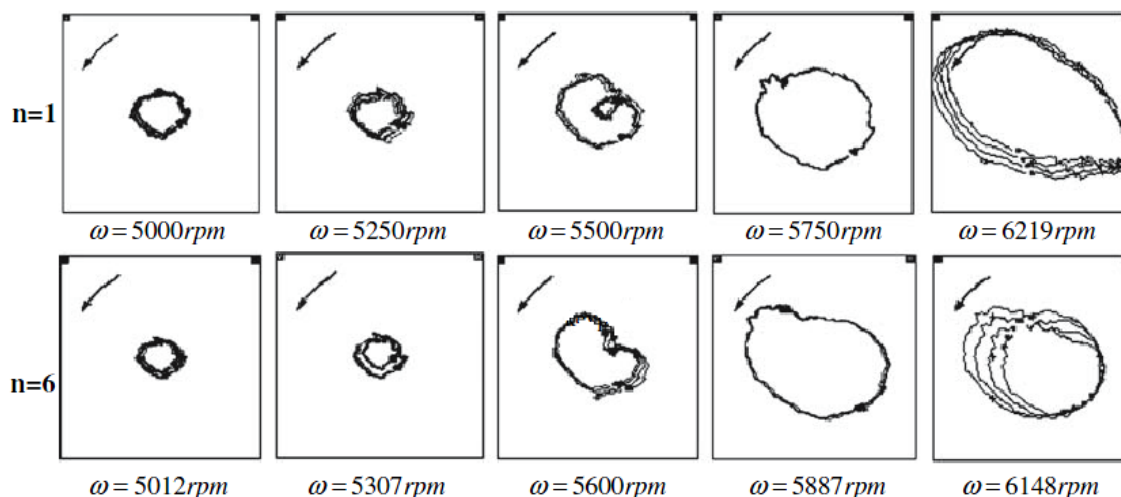 n=1
ω = 5000rpm ω = 5250rpm ω = 5500rpm ω = 5750rpm ω = 6219rpm
n=6
ω = 5012rpm ω = 5307rpm ω = 5600rpm ω = 5887rpm ω = 6148rpm